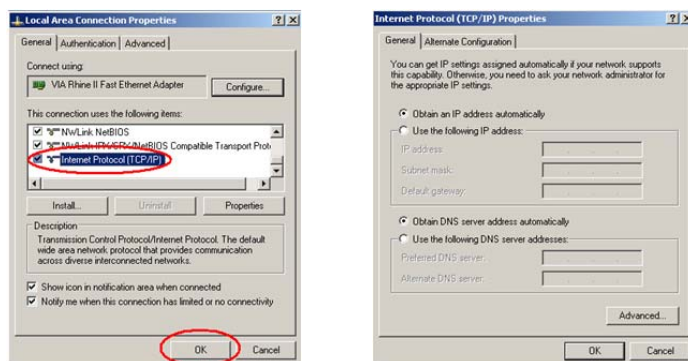 Local Area Connection Properties
General Authentication Advanced
Connect using:
VIA Rhine II Fast Ethernet Adapter
Configure...
This connection uses the following items:
NWLink NetBIOS
NWLink IPX/SPX/NetBIOS Compatible Transport Proto
Internet Protocol (TCP/IP)
Install... Uninstall Properties
Description
Transmission Control Protocol/Internet Protocol. The default
wide area network protocol that provides communication
across diverse interconnected networks.
Show icon in notification area when connected
Notify me when this connection has limited or no connectivity
OK Cancel
Internet Protocol (TCP/IP) Properties
General Alternate Configuration
You can get IP settings assigned automatically if your network supports
this capability. Otherwise, you need to ask your network administrator for
the appropriate IP settings.
Obtain an IP address automatically
Use the following IP address:
IP address:
Subnet mask:
Default gateway:
Obtain DNS server address automatically
Use the following DNS server addresses:
Preferred DNS server:
Alternate DNS server:
Advanced...
OK Cancel